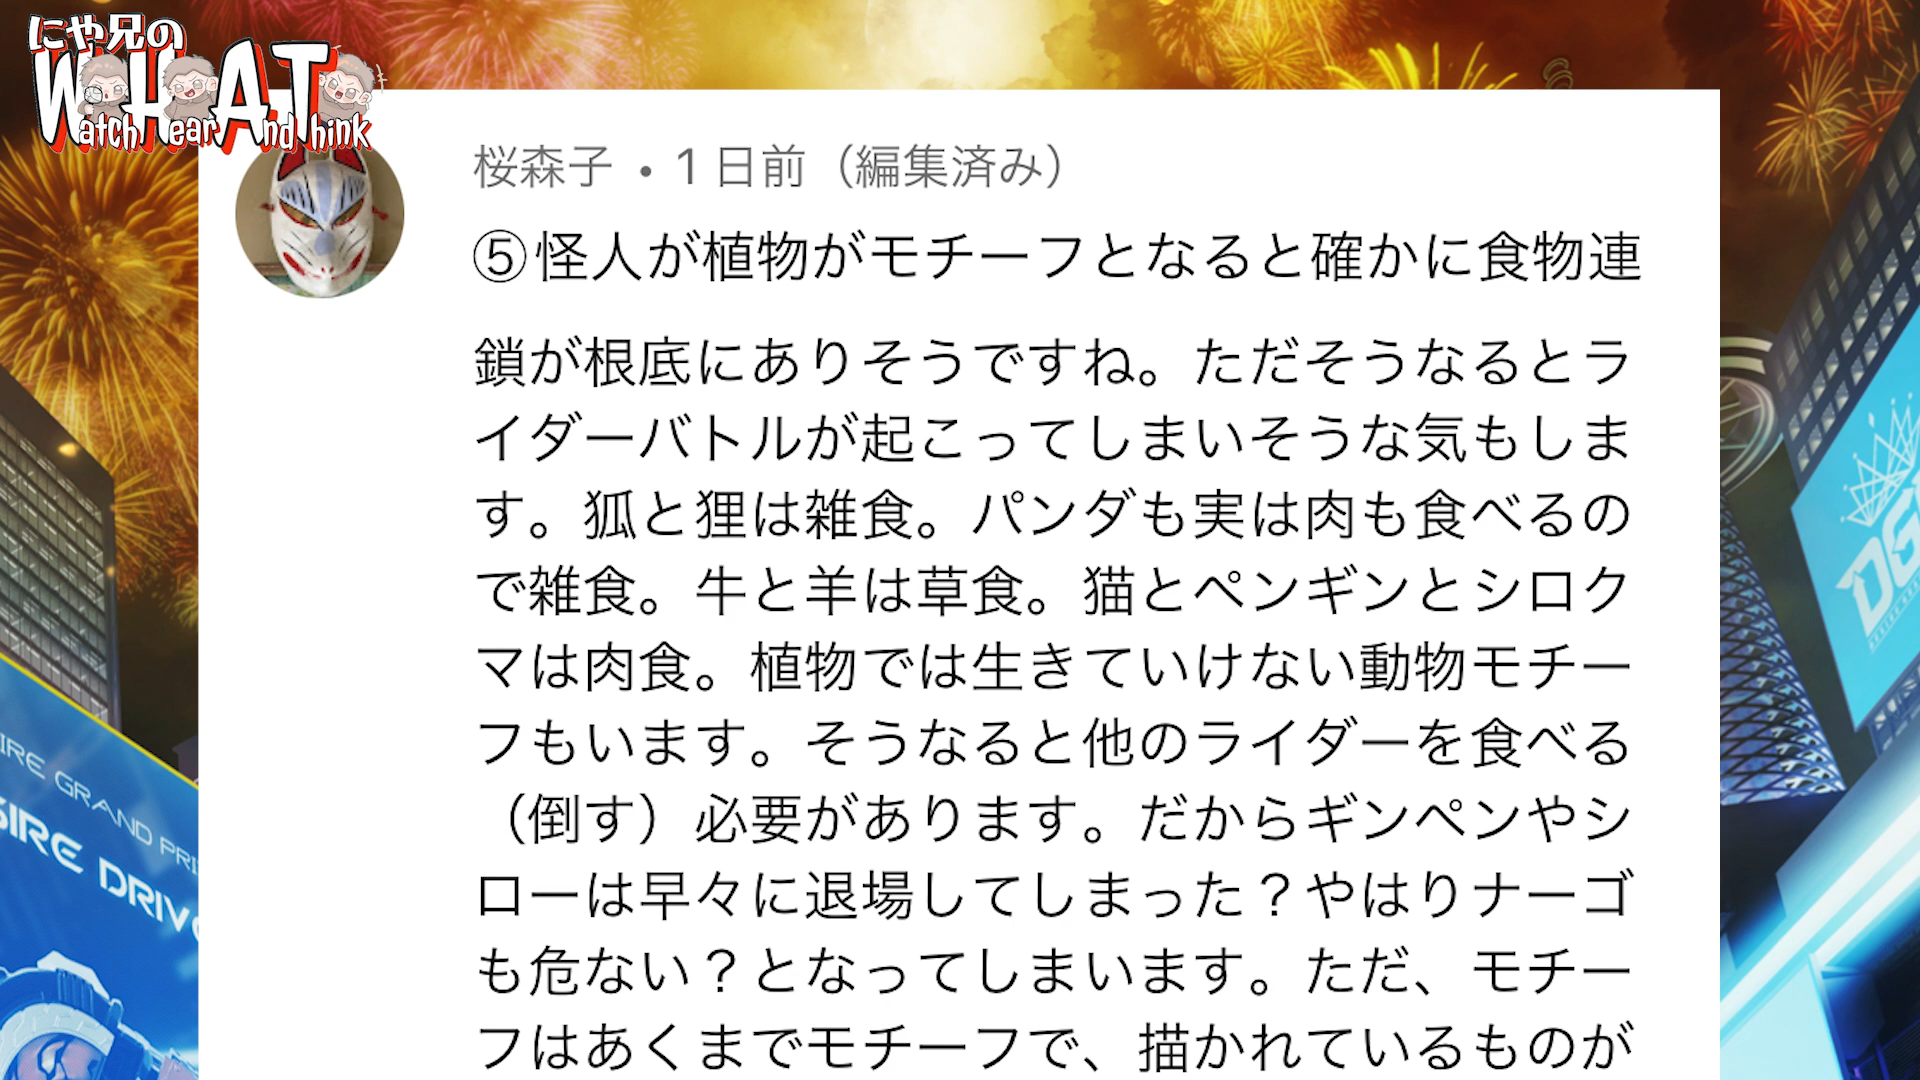 にや兄の
WHAT
Watch Hear And Think
桜森子・1日前（編集済み）
⑤怪人が植物がモチーフとなると確かに食物連
鎖が根底にありそうですね。ただそうなるとラ
イダーバトルが起こってしまいそうな気もしま
す。狐と狸は雑食。パンダも実は肉も食べるの
で雑食。牛と羊は草食。猫とペンギンとシロク
マは肉食。植物では生きていけない動物モチー
フもいます。そうなると他のライダーを食べる
（倒す）必要があります。だからギンペンやシ
ローは早々に退場してしまった？やはりナーゴ
も危ない？となってしまいます。ただ、モチー
フはあくまでモチーフで、描かれているものが
IRE GRAND PRI
SIRE DRIV
DG